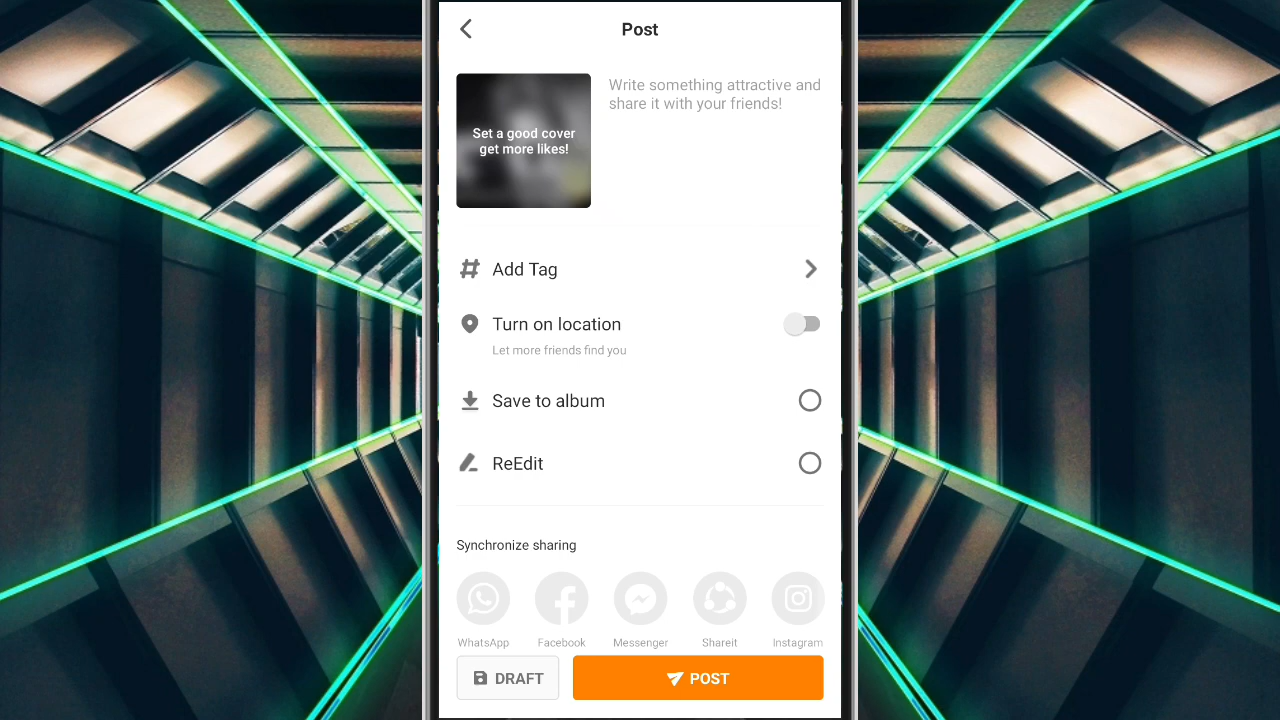 Post
Set a good cover
get more likes!
Write something attractive and
share it with your friends!
Add Tag
Turn on location
Let more friends find you
Save to album
ReEdit
Synchronize sharing
WhatsApp
Facebook
Messenger
Shareit
Instagram
DRAFT
POST